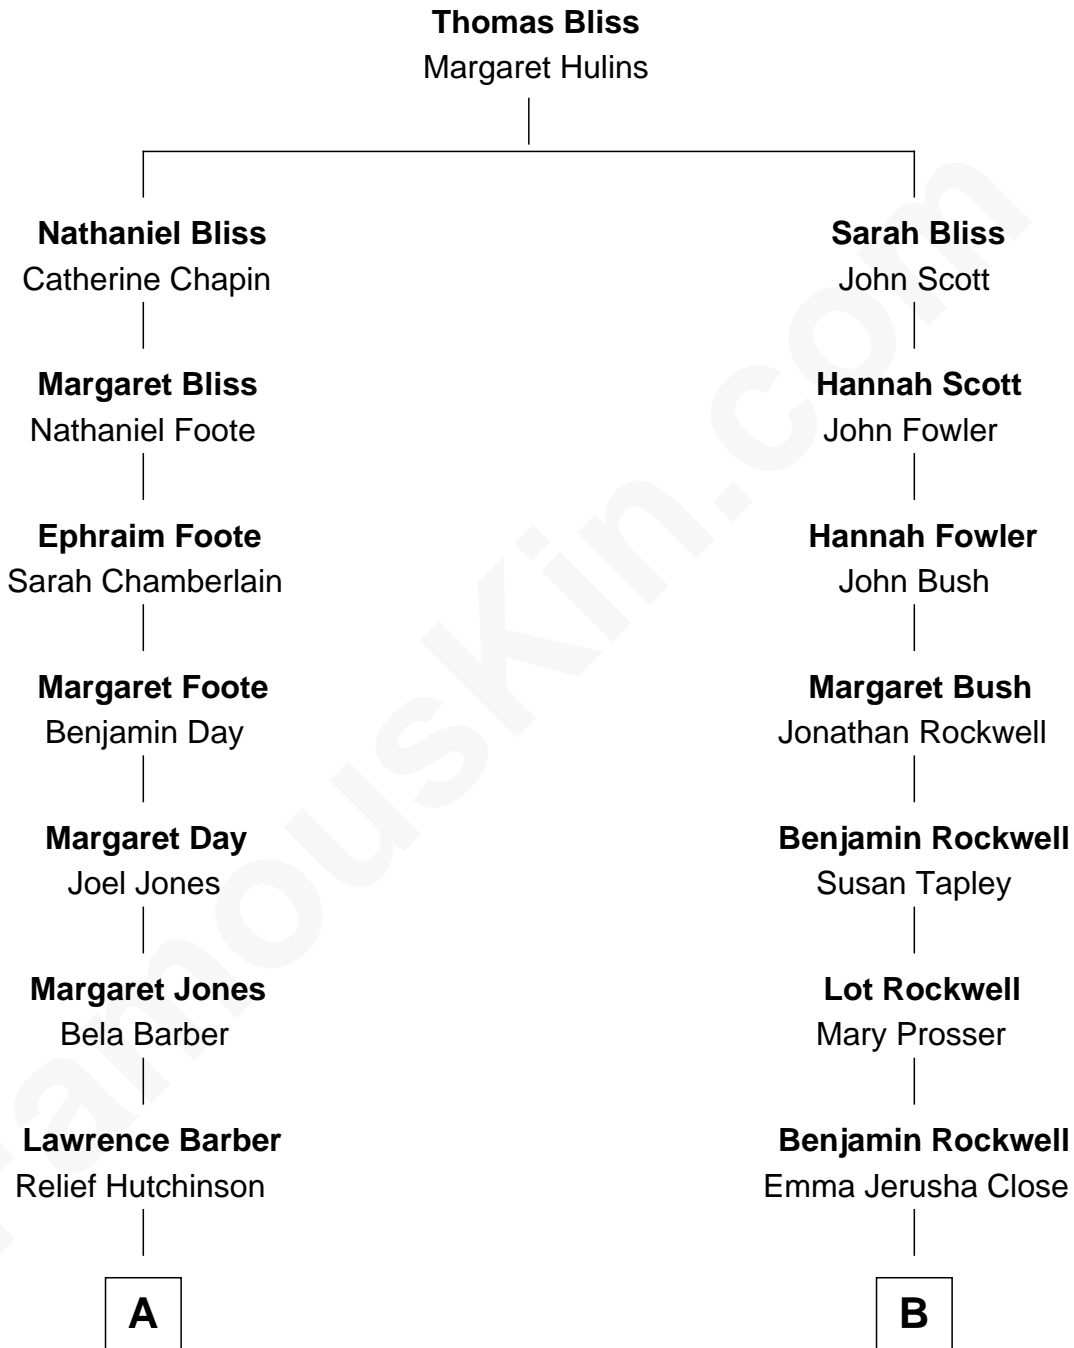 Thomas Bliss
Margaret Hulins
Nathaniel Bliss
Catherine Chapin
Sarah Bliss
John Scott
Margaret Bliss
Nathaniel Foote
Hannah Scott
John Fowler
Ephraim Foote
Sarah Chamberlain
Hannah Fowler
John Bush
Margaret Foote
Benjamin Day
Margaret Bush
Jonathan Rockwell
Margaret Day
Joel Jones
Benjamin Rockwell
Susan Tapley
Margaret Jones
Bela Barber
Lot Rockwell
Mary Prosser
Lawrence Barber
Relief Hutchinson
Benjamin Rockwell
Emma Jerusha Close
A
B
FamousKin.com